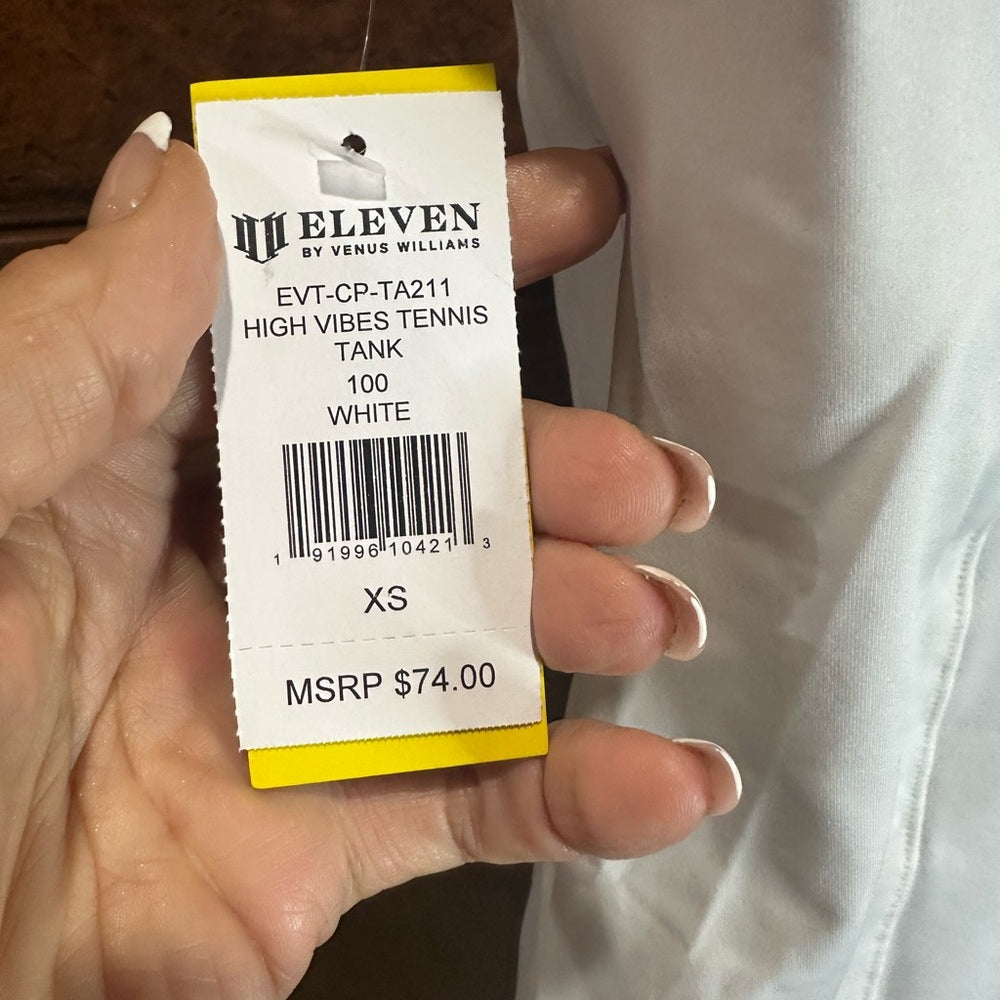 ELEVEN
BY VENUS WILLIAMS
EVT-CP-TA211
HIGH VIBES TENNIS
TANK
100
WHITE
1 91996 10421 3
XS
MSRP $74.00